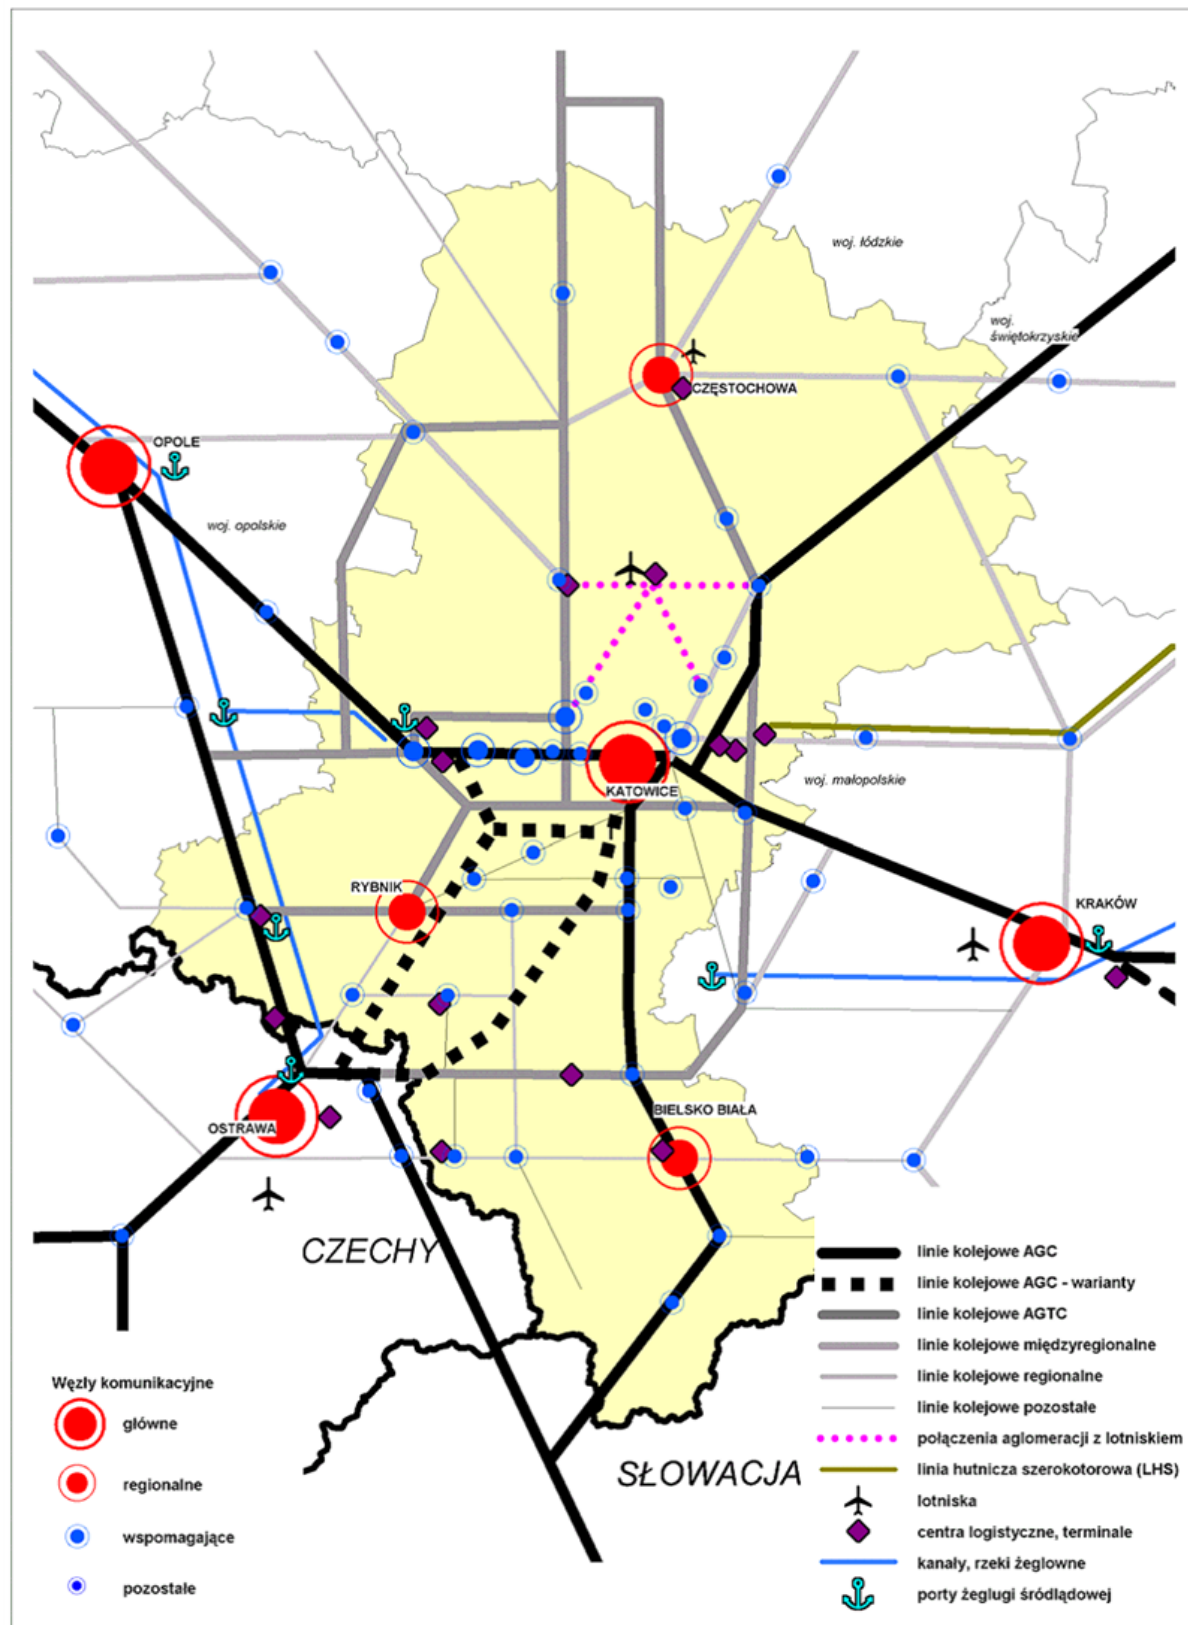 woj. łódzkie
woj.
świętokrzyskie
CZĘSTOCHOWA
OPOLE
woj. opolskie
KATOWICE
woj. małopolskie
RYBNIK
KRAKÓW
BIELSKO BIAŁA
OSTRAWA
CZECHY
SŁOWACJA
Węzły komunikacyjne
główne
regionalne
wspomagające
pozostałe
linie kolejowe AGC
linie kolejowe AGC - warianty
linie kolejowe AGTC
linie kolejowe międzyregionalne
linie kolejowe regionalne
linie kolejowe pozostałe
połączenia aglomeracji z lotniskiem
linia hutnicza szerokotorowa (LHS)
lotniska
centra logistyczne, terminale
kanały, rzeki żeglowne
porty żeglugi śródlądowej